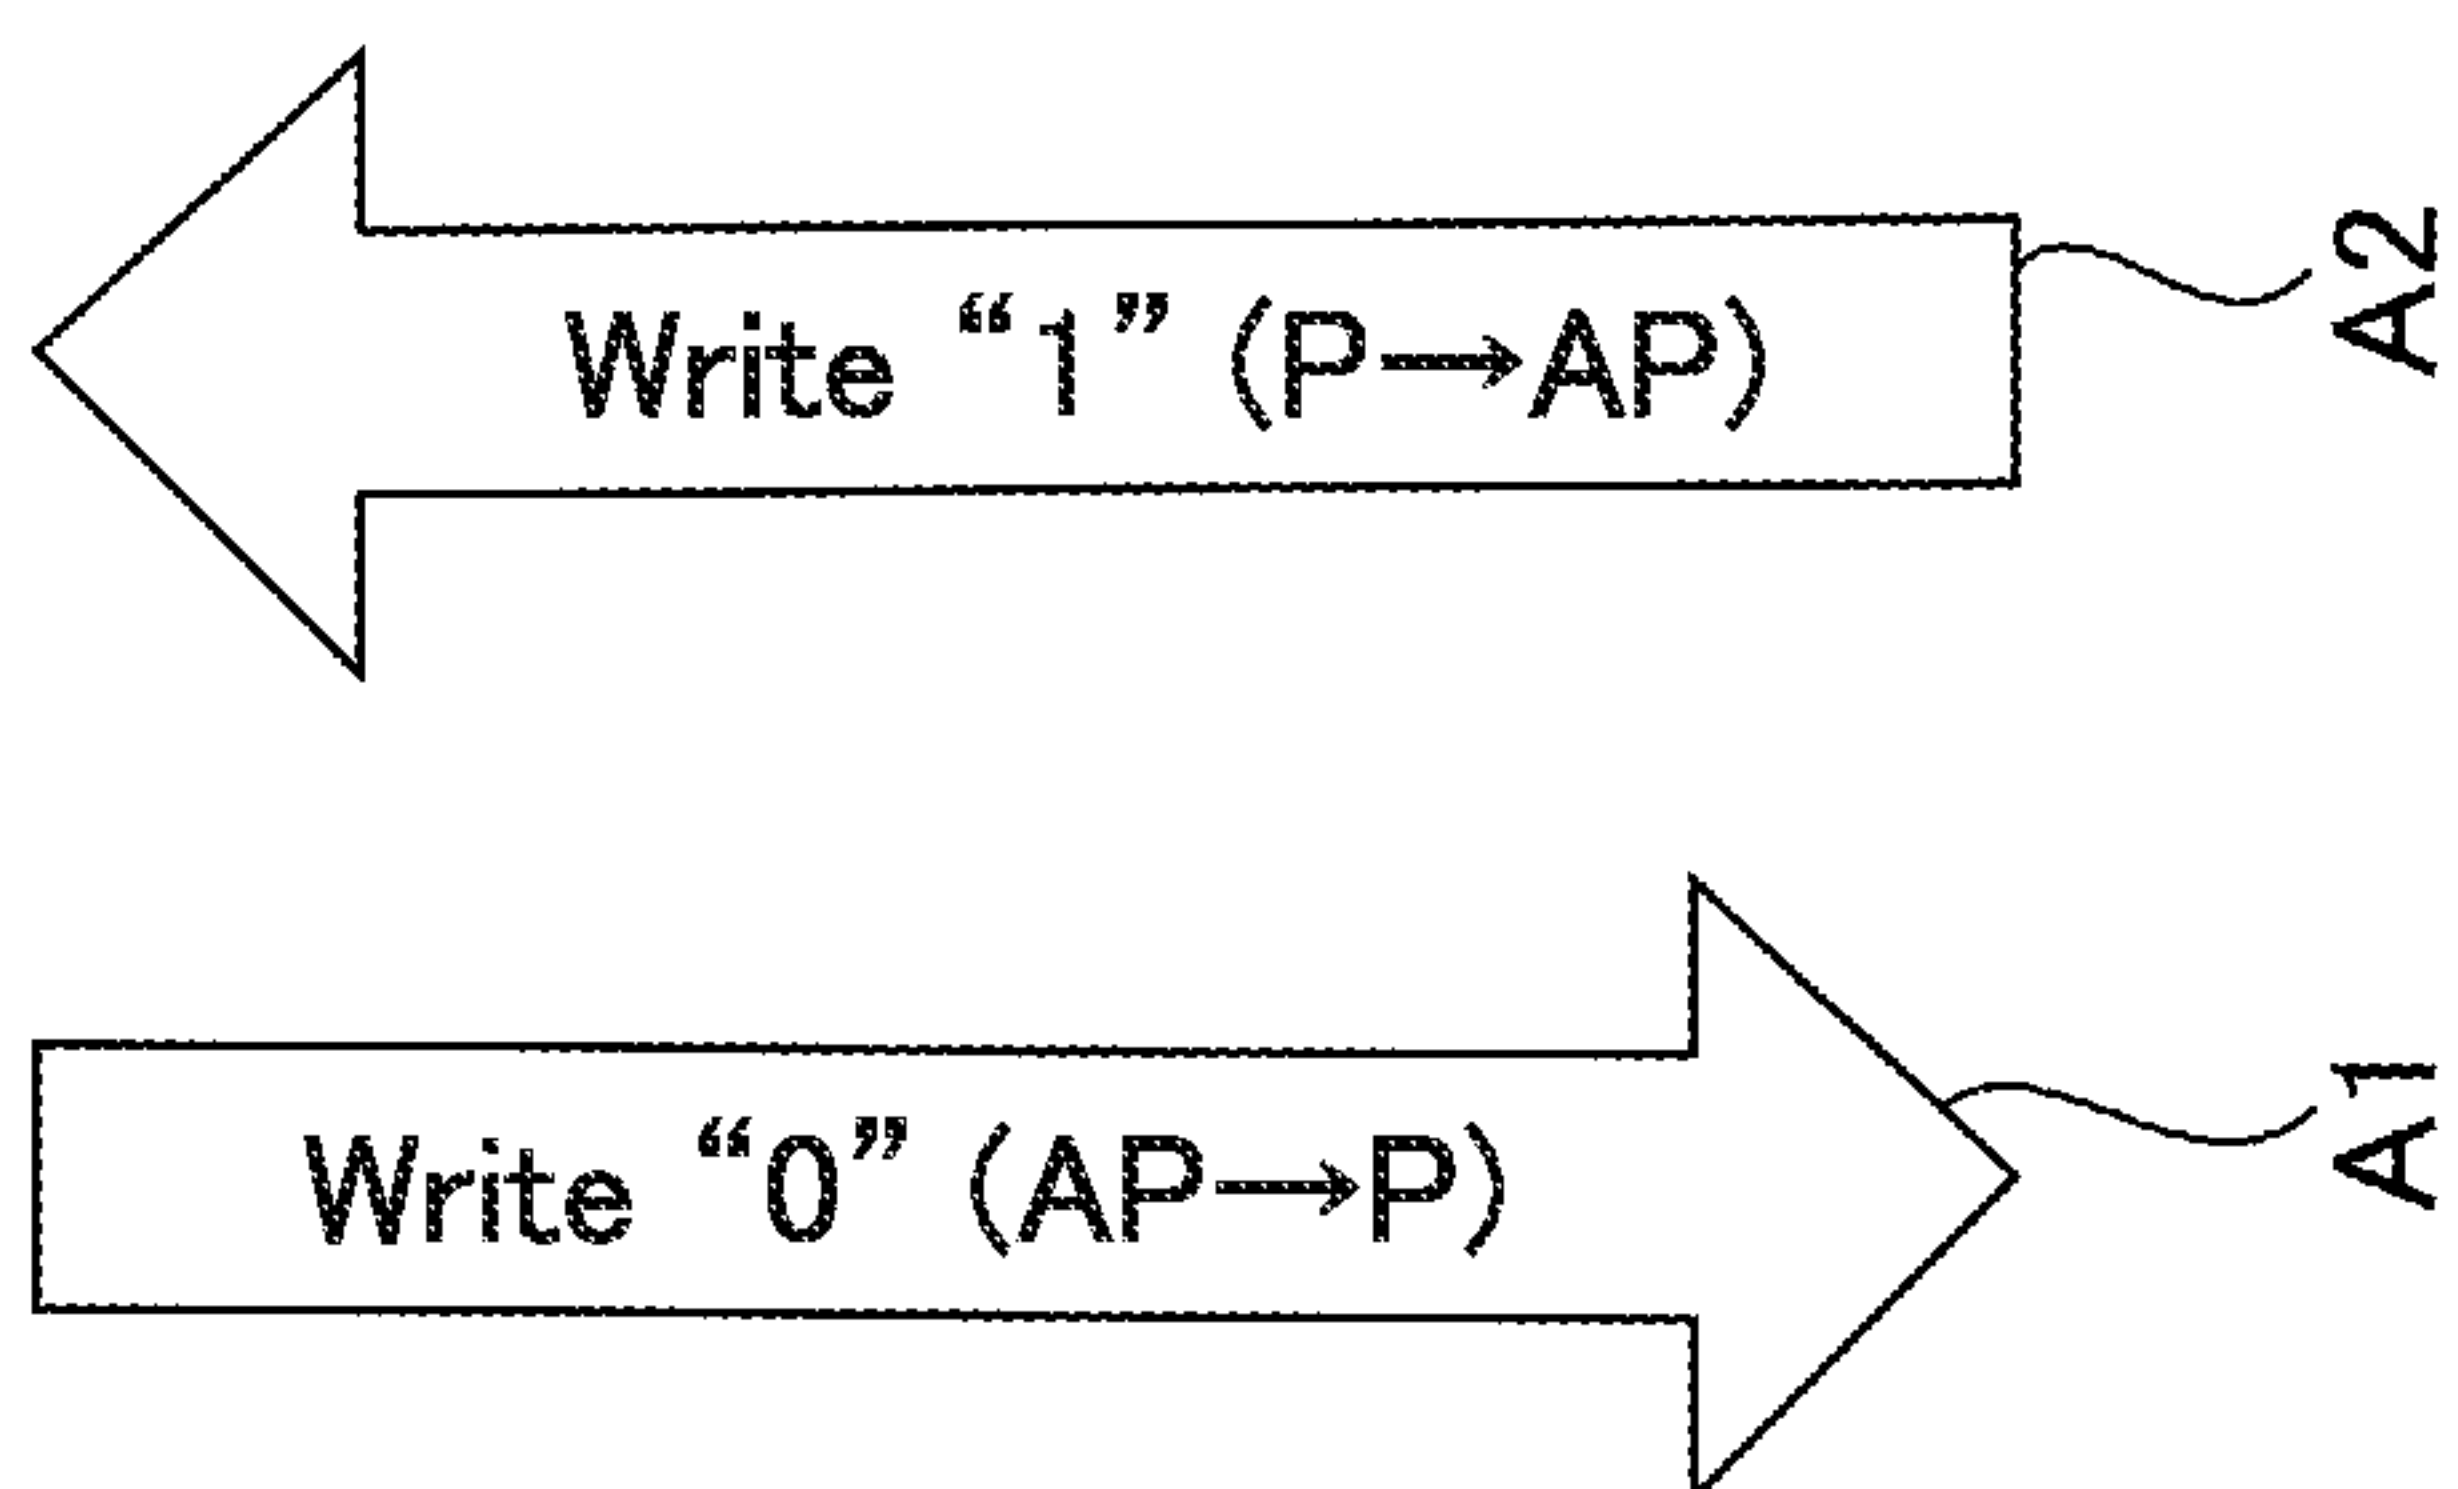 Write “1” (P→AP)
A2
Write “0” (AP→P)
A1